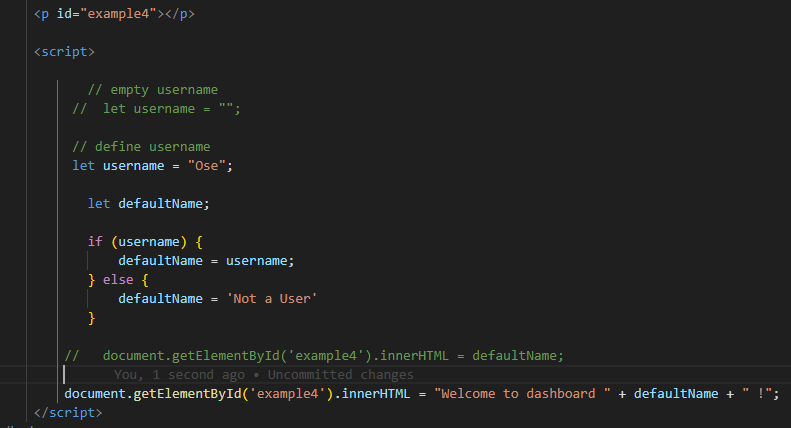 <p id="example4"></p>
<script>
// empty username
//  let username = "";
// define username
let username = "Ose";
let defaultName;
if (username) {
defaultName = username;
} else {
defaultName = 'Not a User'
}
//   document.getElementById('example4').innerHTML = defaultName;
You, 1 second ago • Uncommitted changes
document.getElementById('example4').innerHTML = "Welcome to dashboard " + defaultName + " !";
</script>